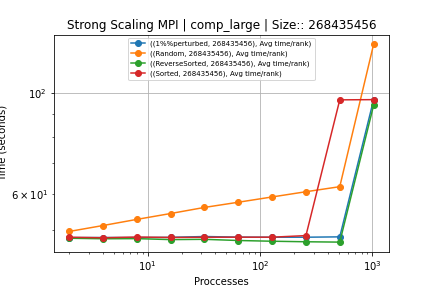 Strong Scaling MPI | comp_large | Size:: 268435456
((1%%perturbed, 268435456), Avg time/rank)
((Random, 268435456), Avg time/rank)
((ReverseSorted, 268435456), Avg time/rank)
((Sorted, 268435456), Avg time/rank)
10²
6 × 10¹
Time (Seconds)
10¹ 10² 10³
Proccesses